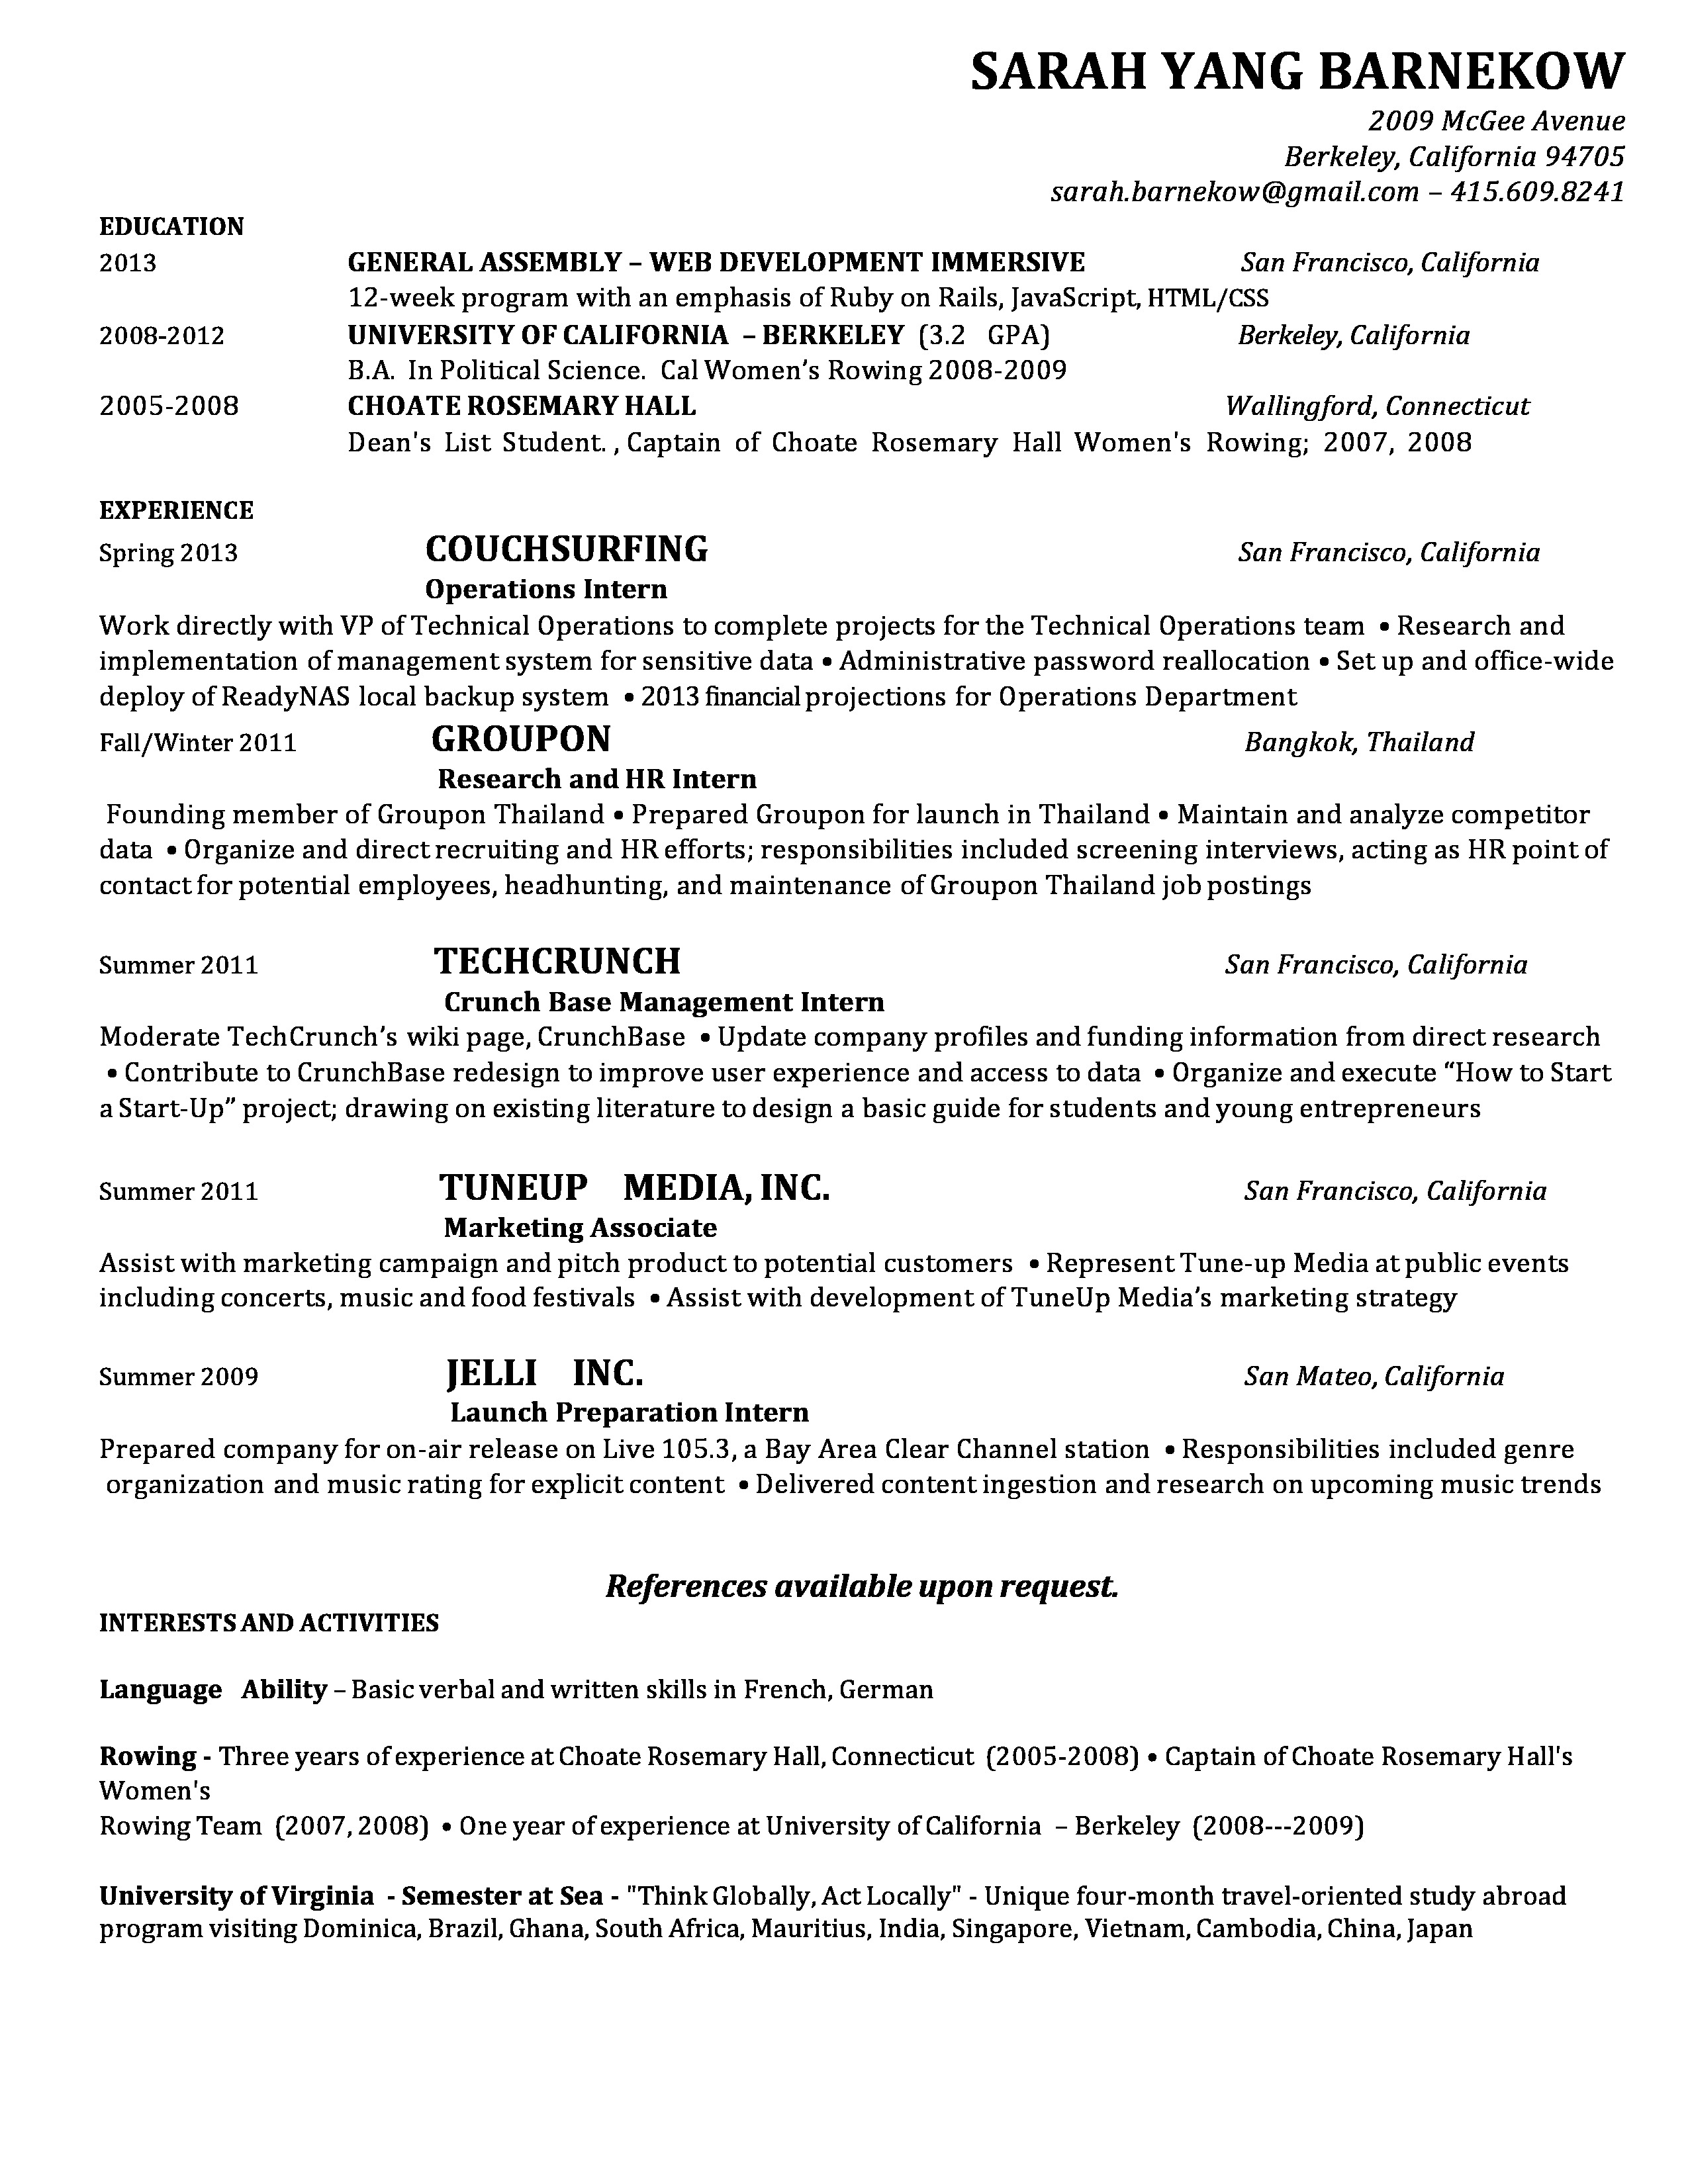 SARAH YANG BARNEKOW
2009 McGee Avenue
Berkeley, California 94705
sarah.barnekow@gmail.com – 415.609.8241
EDUCATION
2013 GENERAL ASSEMBLY – WEB DEVELOPMENT IMMERSIVE San Francisco, California
12-week program with an emphasis of Ruby on Rails, JavaScript, HTML/CSS
2008-2012 UNIVERSITY OF CALIFORNIA – BERKELEY (3.2 GPA) Berkeley, California
B.A. In Political Science. Cal Women’s Rowing 2008-2009
2005-2008 CHOATE ROSEMARY HALL Wallingford, Connecticut
Dean's List Student. , Captain of Choate Rosemary Hall Women's Rowing; 2007, 2008
EXPERIENCE
Spring 2013 COUCHSURFING San Francisco, California
Operations Intern
Work directly with VP of Technical Operations to complete projects for the Technical Operations team • Research and
implementation of management system for sensitive data • Administrative password reallocation • Set up and office-wide
deploy of ReadyNAS local backup system • 2013 financial projections for Operations Department
Fall/Winter 2011 GROUPON Bangkok, Thailand
Research and HR Intern
Founding member of Groupon Thailand • Prepared Groupon for launch in Thailand • Maintain and analyze competitor
data • Organize and direct recruiting and HR efforts; responsibilities included screening interviews, acting as HR point of
contact for potential employees, headhunting, and maintenance of Groupon Thailand job postings
Summer 2011 TECHCRUNCH San Francisco, California
Crunch Base Management Intern
Moderate TechCrunch’s wiki page, CrunchBase • Update company profiles and funding information from direct research
• Contribute to CrunchBase redesign to improve user experience and access to data • Organize and execute “How to Start
a Start-Up” project; drawing on existing literature to design a basic guide for students and young entrepreneurs
Summer 2011 TUNEUP MEDIA, INC. San Francisco, California
Marketing Associate
Assist with marketing campaign and pitch product to potential customers • Represent Tune-up Media at public events
including concerts, music and food festivals • Assist with development of TuneUp Media’s marketing strategy
Summer 2009 JELLI INC. San Mateo, California
Launch Preparation Intern
Prepared company for on-air release on Live 105.3, a Bay Area Clear Channel station • Responsibilities included genre
organization and music rating for explicit content • Delivered content ingestion and research on upcoming music trends
References available upon request.
INTERESTS AND ACTIVITIES
Language Ability – Basic verbal and written skills in French, German
Rowing - Three years of experience at Choate Rosemary Hall, Connecticut (2005-2008) • Captain of Choate Rosemary Hall's
Women's
Rowing Team (2007, 2008) • One year of experience at University of California – Berkeley (2008---2009)
University of Virginia - Semester at Sea - "Think Globally, Act Locally" - Unique four-month travel-oriented study abroad
program visiting Dominica, Brazil, Ghana, South Africa, Mauritius, India, Singapore, Vietnam, Cambodia, China, Japan